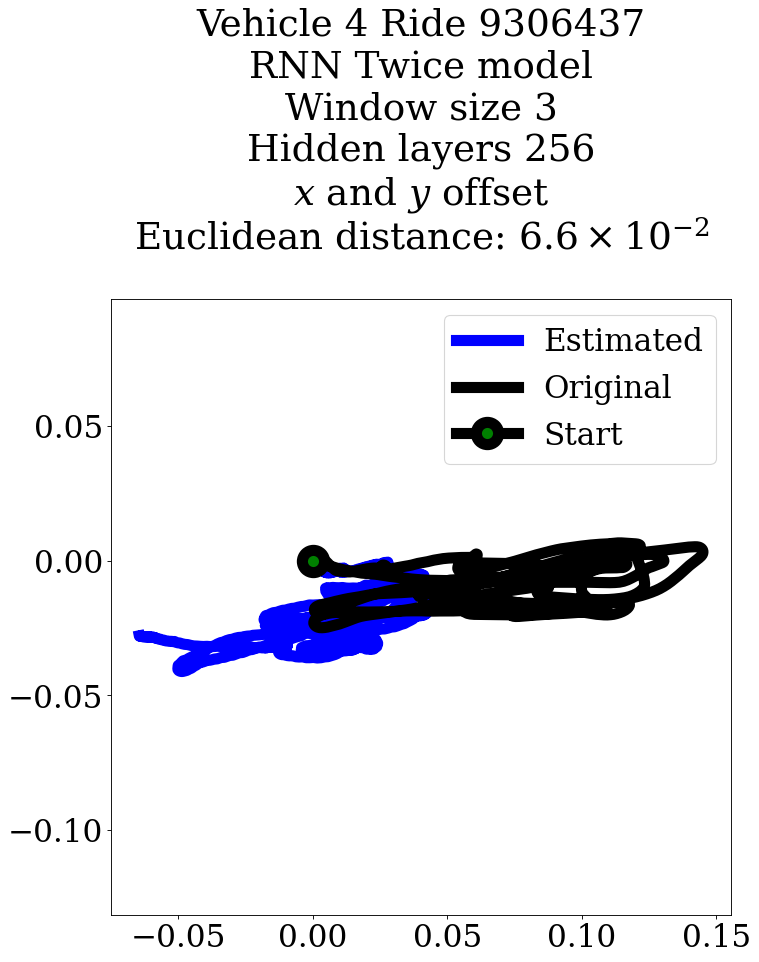 Vehicle 4 Ride 9306437
RNN Twice model
Window size 3
Hidden layers 256
x and y offset
Euclidean distance: 6.6 × 10⁻²
Estimated
Original
Start
0.05
0.00
−0.05
−0.10
−0.05 0.00 0.05 0.10 0.15